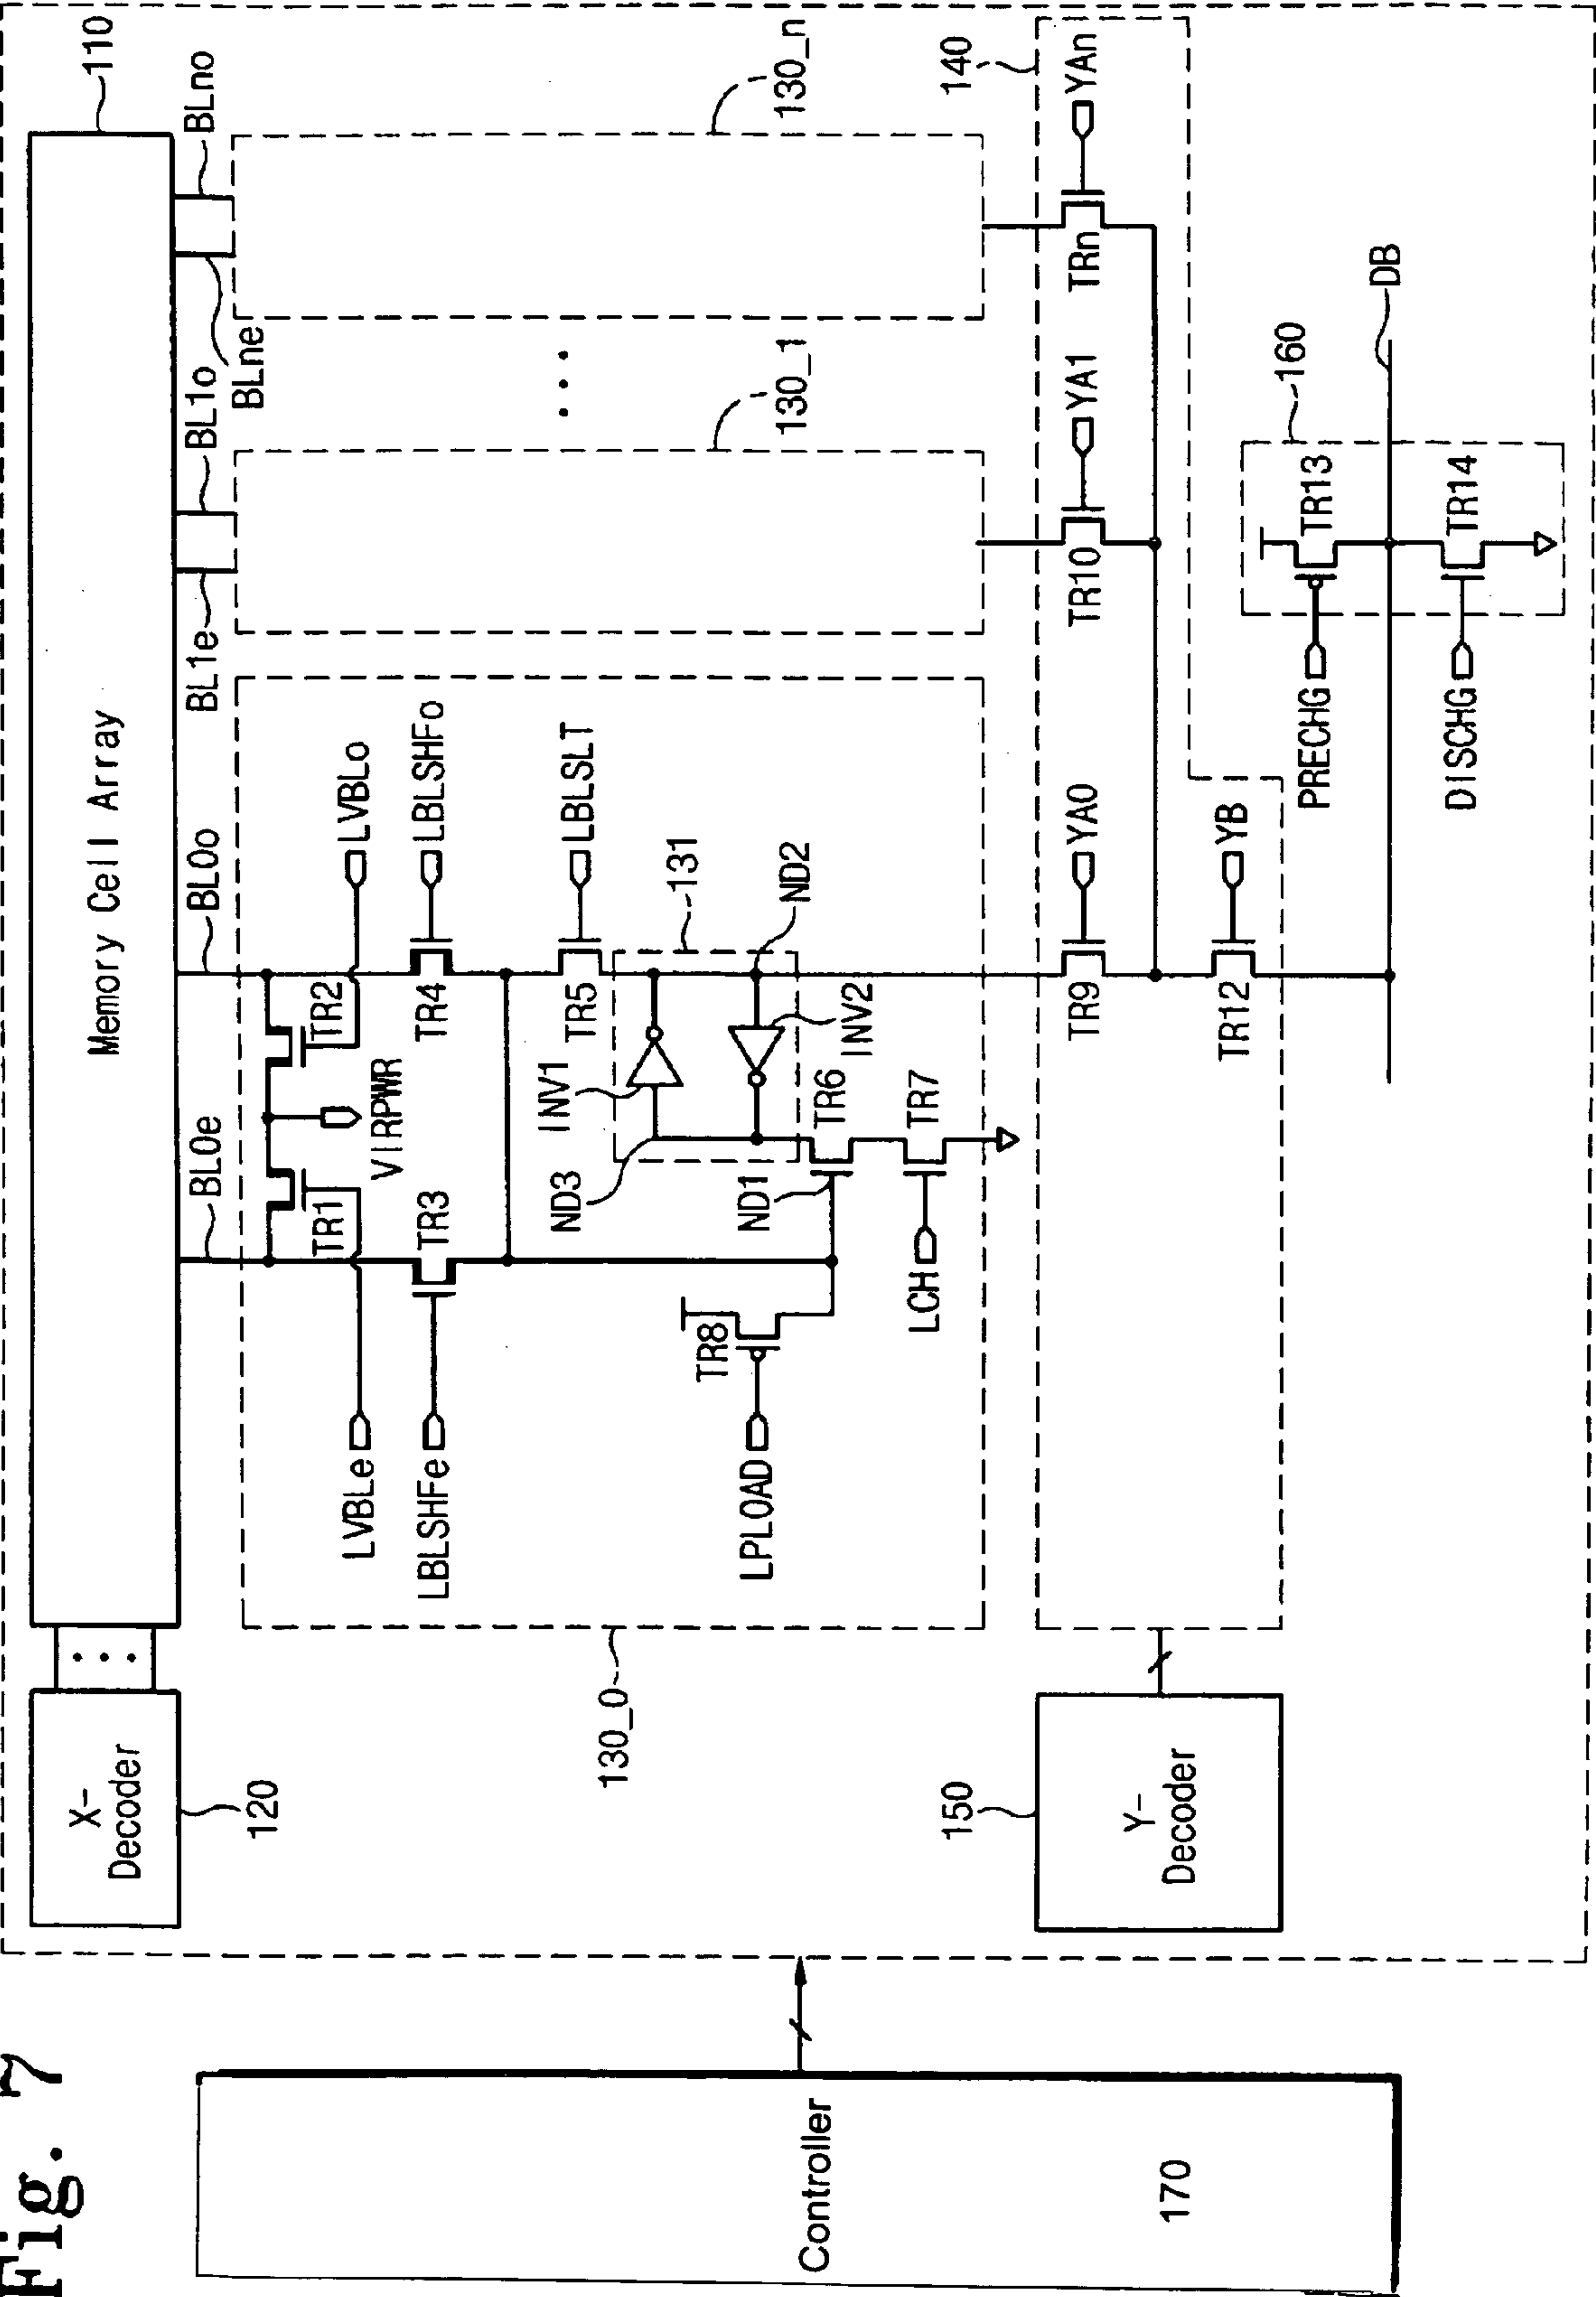 Fig. 7
Controller
170
X-
Decoder
120
Memory Cell Array
110
BL0e
BL0o
BL1e
BL1o
BLne
BLno
LVBLe
TR1
VIRPWR
TR2
LVBLo
LBLSHFe
TR3
TR4
LBLSHFo
TR5
LBLSLT
ND3
INV1
131
LPLOAD
TR8
ND1
TR6
INV2
ND2
LCH
TR7
130_0
130_1
130_n
150
Y-
Decoder
140
TR9
YA0
TR10
YA1
TRn
YAn
TR12
YB
160
PRECHG
TR13
DB
DISCHG
TR14